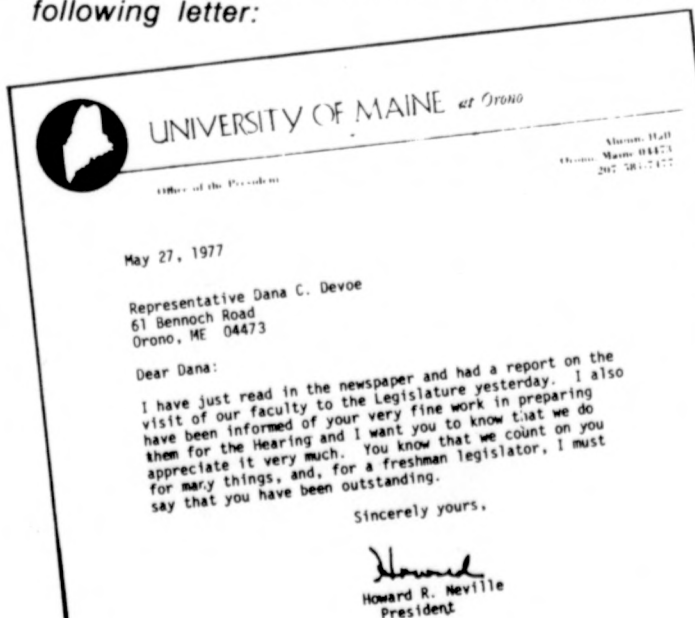 following letter:
UNIVERSITY OF MAINE at Orono
Office of the President
Alumni Hall
Orono, Maine 04473
May 27, 1977
Representative Dana C. Devoe
61 Bennoch Road
Orono, ME 04473
Dear Dana:
I have just read in the newspaper and had a report on the
visit of our faculty to the Legislature yesterday. I also
have been informed of your very fine work in preparing
them for the Hearing and I want you to know that we do
appreciate it very much. You know that we count on you
for many things, and, for a freshman legislator, I must
say that you have been outstanding.
Sincerely yours,
Howard
Howard R. Neville
President